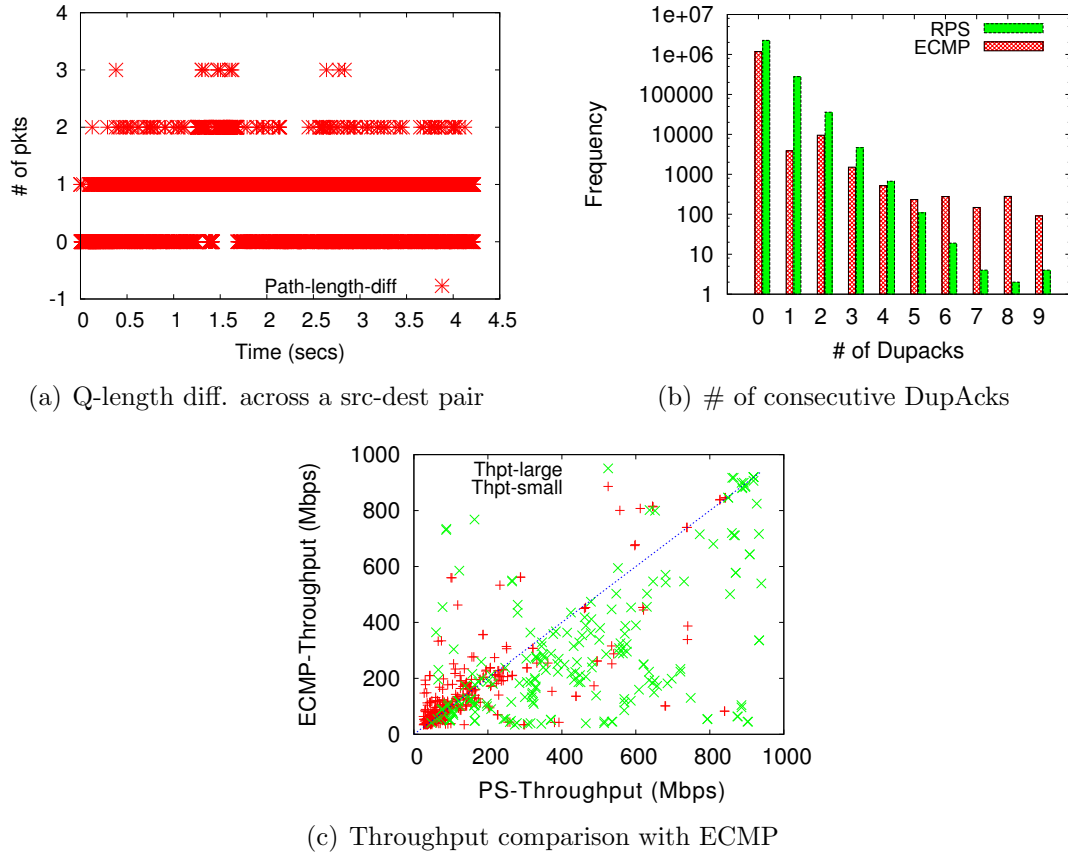 4
3
2
1
0
-1
# of pkts
Path-length-diff
0 0.5 1 1.5 2 2.5 3 3.5 4 4.5
Time (secs)
(a) Q-length diff. across a src-dest pair
1e+07
1e+06
100000
10000
1000
100
10
1
Frequency
RPS
ECMP
0 1 2 3 4 5 6 7 8 9
# of Dupacks
(b) # of consecutive DupAcks
1000
800
600
400
200
0
ECMP-Throughput (Mbps)
Thpt-large
Thpt-small
0 200 400 600 800 1000
PS-Throughput (Mbps)
(c) Throughput comparison with ECMP